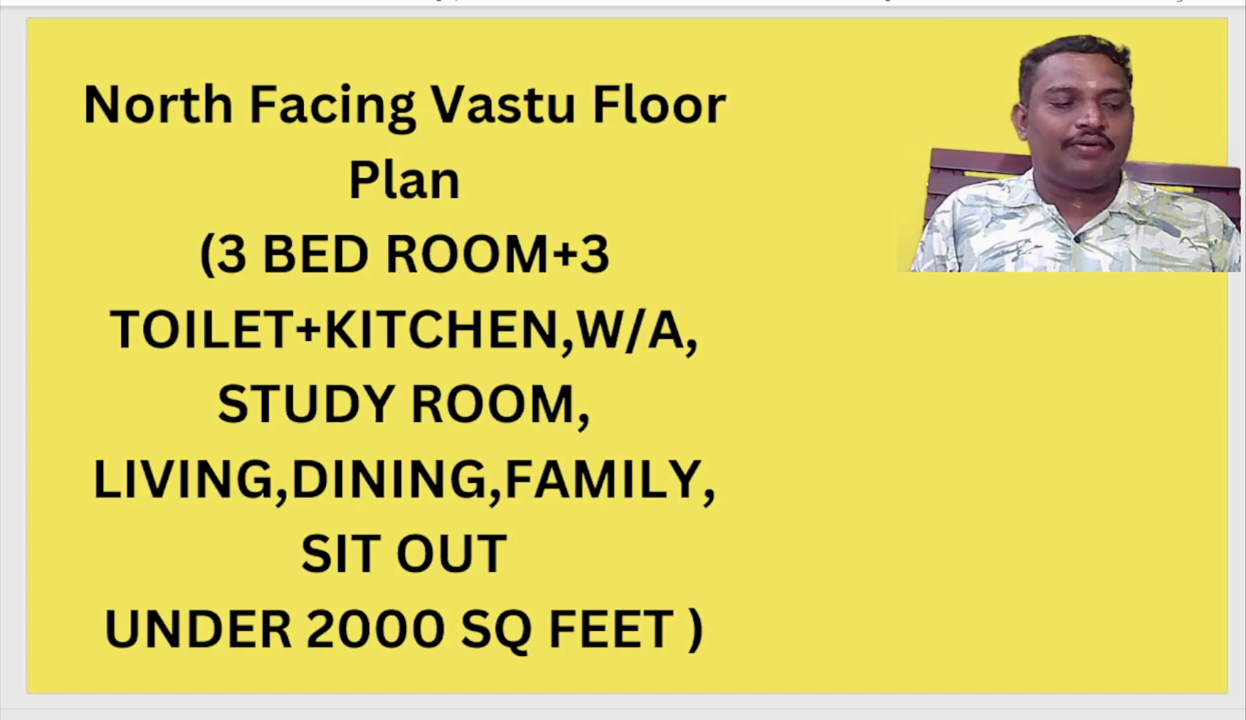 North Facing Vastu Floor
Plan
(3 BED ROOM+3
TOILET+KITCHEN,W/A,
STUDY ROOM,
LIVING,DINING,FAMILY,
SIT OUT
UNDER 2000 SQ FEET )